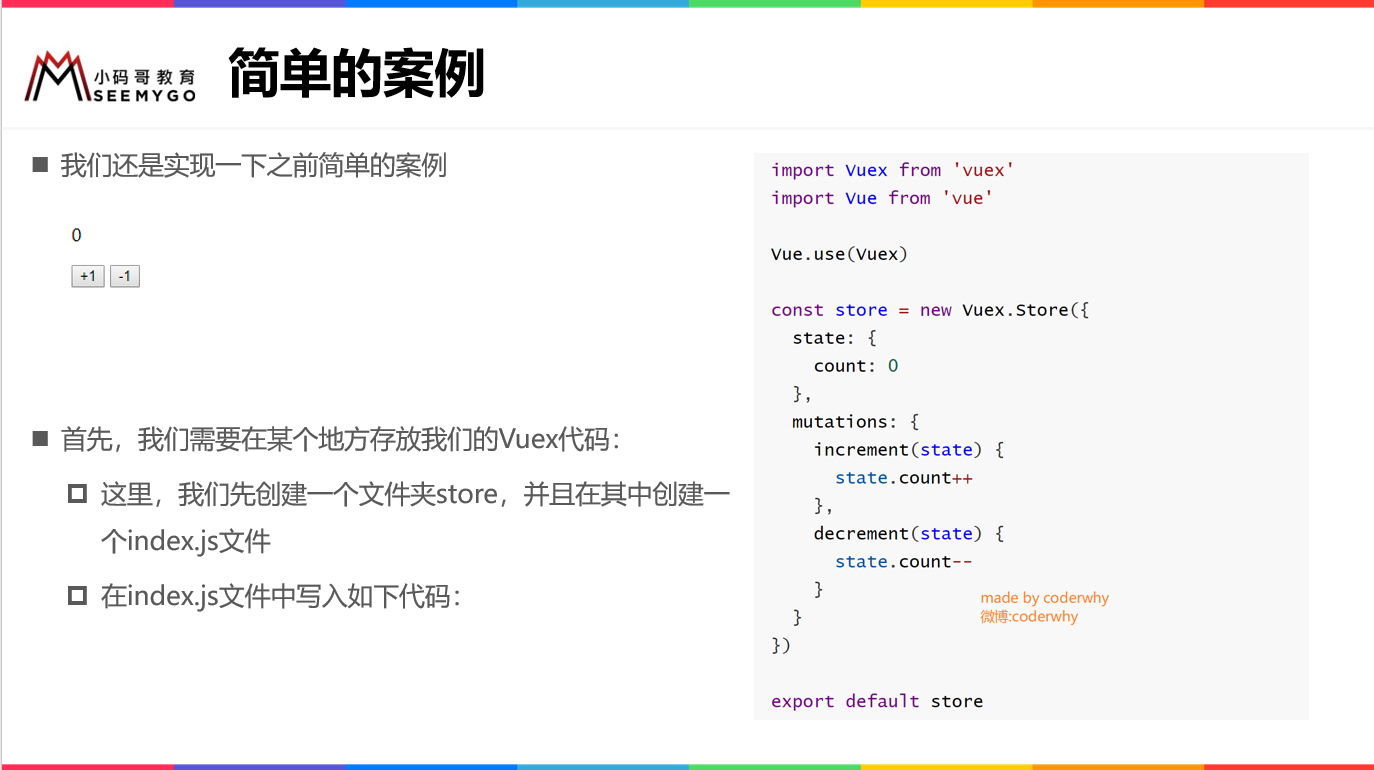 小码哥教育
SEEMYGO
简单的案例
我们还是实现一下之前简单的案例
0
+1 -1
首先，我们需要在某个地方存放我们的Vuex代码：
这里，我们先创建一个文件夹store，并且在其中创建一
个index.js文件
在index.js文件中写入如下代码：
import Vuex from 'vuex'
import Vue from 'vue'
Vue.use(Vuex)
const store = new Vuex.Store({
  state: {
    count: 0
  },
  mutations: {
    increment(state) {
      state.count++
    },
    decrement(state) {
      state.count--
    }
  }
})
export default store
made by coderwhy
微博:coderwhy